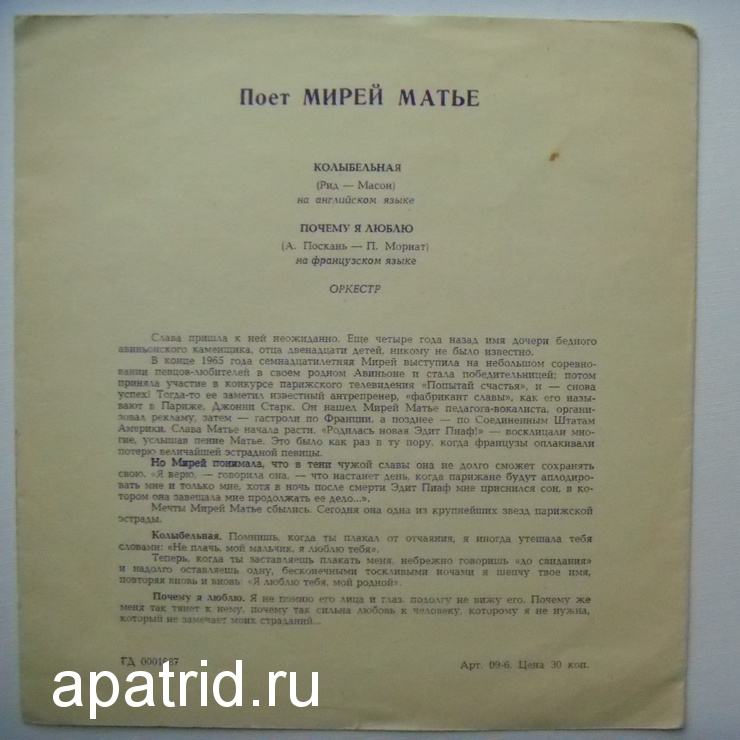 Поет МИРЕЙ МАТЬЕ
КОЛЫБЕЛЬНАЯ
(Рид — Масон)
на английском языке
ПОЧЕМУ Я ЛЮБЛЮ
(А. Поскань — П. Мориат)
на французском языке
ОРКЕСТР
Слава пришла к ней неожиданно. Еще четыре года назад имя дочери бедного
авиньонского каменщика, отца двенадцати детей, никому не было известно.
В конце 1965 года семнадцатилетняя Мирей выступила на небольшом соревно-
вании певцов-любителей в своем родном Авиньоне и стала победительницей; потом
приняла участие в конкурсе парижского телевидения «Попытай счастья», и — снова
успех! Тогда-то ее заметил известный антрепренер, «фабрикант славы», как его назы-
вают в Париже, Джонни Старк. Он нашел Мирей Матье педагога-вокалиста, органи-
зовал рекламу, затем — гастроли по Франции, а позднее — по Соединенным Штатам
Америки. Слава Матье начала расти. «Родилась новая Эдит Пиаф!» — восклицали мно-
гие, услышав пение Матье. Это было как раз в ту пору, когда французы оплакивали
потерю величайшей эстрадной певицы.
Но Мирей понимала, что в тени чужой славы она не долго сможет сохранять
свою. «Я верю, — говорила она, — что настанет день, когда парижане будут аплодиро-
вать мне и только мне, хотя в ночь после смерти Эдит Пиаф мне приснился сон, в ко-
тором она завещала мне продолжать ее дело...».
Мечты Мирей Матье сбылись. Сегодня она одна из крупнейших звезд парижской
эстрады.
Колыбельная. Помнишь, когда ты плакал от отчаяния, я иногда утешала тебя
словами: «Не плачь, мой мальчик, я люблю тебя».
Теперь, когда ты заставляешь плакать меня, небрежно говоришь «до свидания»
и надолго оставляешь одну, бесконечными тоскливыми ночами я шепчу твое имя,
повторяя вновь и вновь: «Я люблю тебя, мой родной».
Почему я люблю. Я не помню его лица и глаз, подолгу не вижу его. Почему же
меня так тянет к нему, почему так сильна любовь к человеку, которому я не нужна,
который не замечает моих страданий...
ГД 0001667
Арт. 09-6. Цена 30 коп.
apatrid.ru